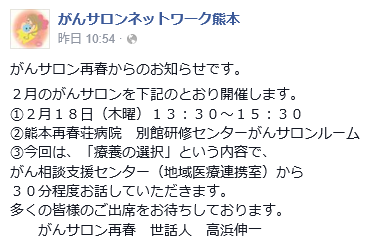 がんサロンネットワーク熊本
昨日 10:54 ·
がんサロン再春からのお知らせです。
２月のがんサロンを下記のとおり開催します。
①２月１８日（木曜）１３：３０～１５：３０
②熊本再春荘病院　別館研修センターがんサロンルーム
③今回は、「療養の選択」という内容で、
がん相談支援センター（地域医療連携室）から
３０分程度お話していただきます。
多くの皆様のご出席をお待ちしております。
　　がんサロン再春　世話人　高浜伸一